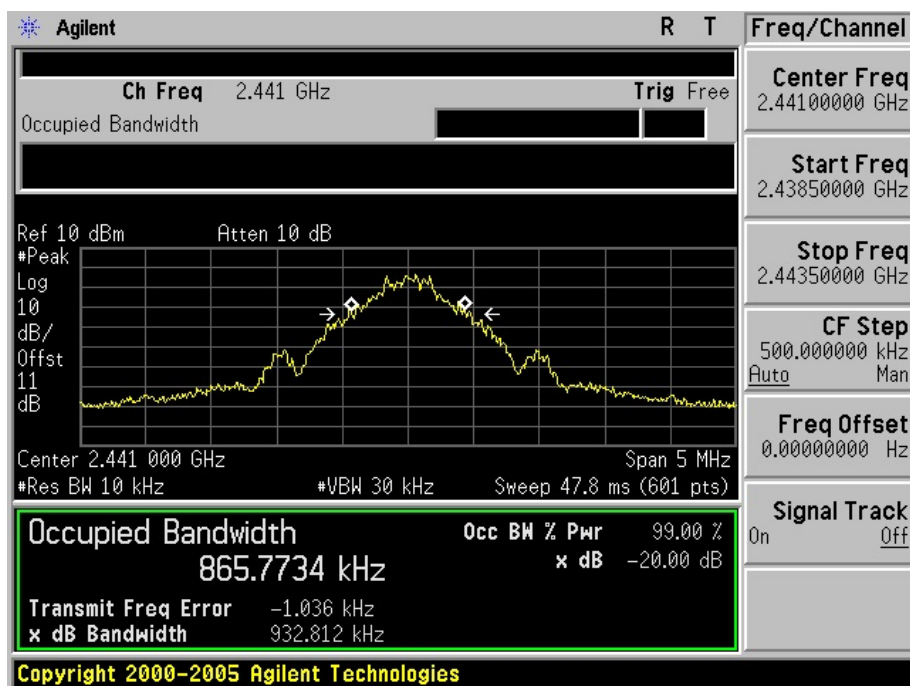 Agilent R T
Ch Freq 2.441 GHz Trig Free
Occupied Bandwidth
Ref 10 dBm Atten 10 dB
#Peak
Log
10
dB/
Offst
11
dB
Center 2.441 000 GHz Span 5 MHz
#Res BW 10 kHz #VBW 30 kHz Sweep 47.8 ms (601 pts)
Occupied Bandwidth
865.7734 kHz
Occ BW % Pwr 99.00 %
x dB -20.00 dB
Transmit Freq Error -1.036 kHz
x dB Bandwidth 932.812 kHz
Copyright 2000-2005 Agilent Technologies
Freq/Channel
Center Freq
2.44100000 GHz
Start Freq
2.43850000 GHz
Stop Freq
2.44350000 GHz
CF Step
500.000000 kHz
Auto Man
Freq Offset
0.00000000 Hz
Signal Track
On Off